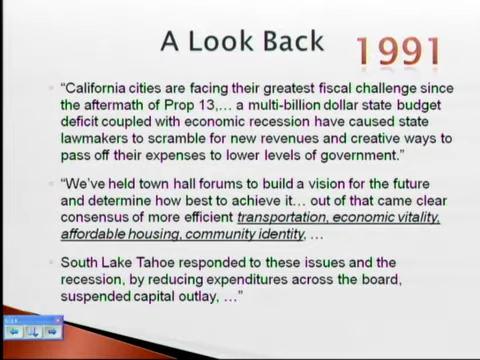 A Look Back
1991
“California cities are facing their greatest fiscal challenge since
the aftermath of Prop 13,… a multi-billion dollar state budget
deficit coupled with economic recession have caused state
lawmakers to scramble for new revenues and creative ways to
pass off their expenses to lower levels of government.”
“We’ve held town hall forums to build a vision for the future
and determine how best to achieve it… out of that came clear
consensus of more efficient transportation, economic vitality,
affordable housing, community identity, …
South Lake Tahoe responded to these issues and the
recession, by reducing expenditures across the board,
suspended capital outlay, …”